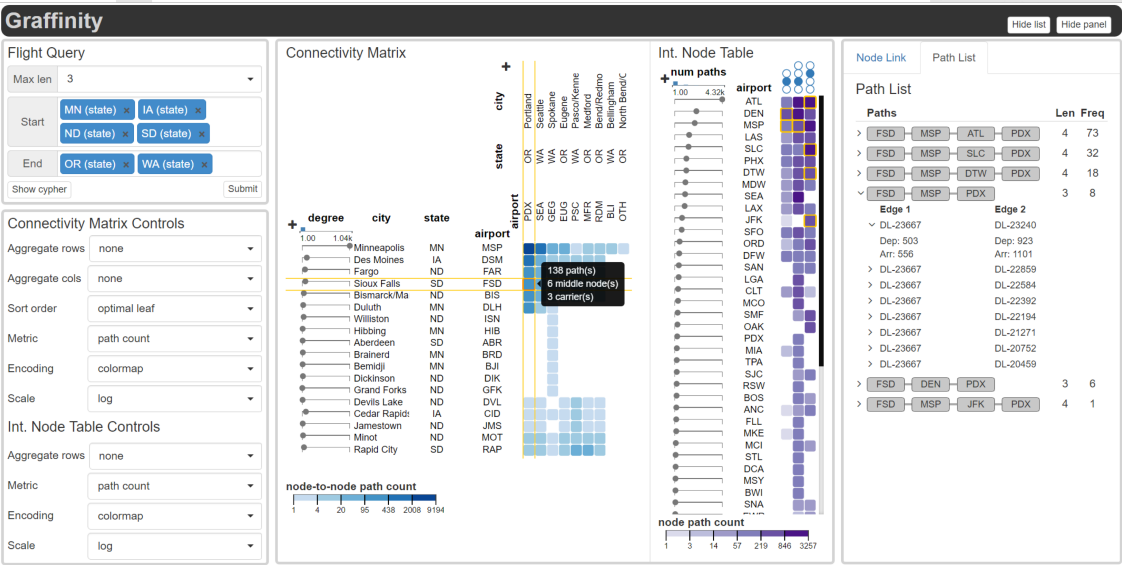 Graffinity
Hide list
Hide panel
Flight Query
Max len 3
Start
MN (state) × IA (state) ×
ND (state) × SD (state) ×
End OR (state) × WA (state) ×
Show cypher
Submit
Connectivity Matrix Controls
Aggregate rows none
Aggregate cols none
Sort order optimal leaf
Metric path count
Encoding colormap
Scale log
Int. Node Table Controls
Aggregate rows none
Metric path count
Encoding colormap
Scale log
Connectivity Matrix
+
city
Portland
Seattle
Spokane
Eugene
Pasco/Kenne
Medford
Bend/Redmo
Bellingham
North Bend/C
state
OR
WA
WA
OR
WA
OR
OR
WA
OR
airport
PDX
SEA
GEG
EUG
PSC
MFR
RDM
BLI
OTH
+ degree city state airport
1.00 1.04k
Minneapolis MN MSP
Des Moines IA DSM
Fargo ND FAR
Sioux Falls SD FSD
Bismarck/Ma ND BIS
Duluth MN DLH
Williston ND ISN
Hibbing MN HIB
Aberdeen SD ABR
Brainerd MN BRD
Bemidji MN BJI
Dickinson ND DIK
Grand Forks ND GFK
Devils Lake ND DVL
Cedar Rapids IA CID
Jamestown ND JMS
Minot ND MOT
Rapid City SD RAP
138 path(s)
6 middle node(s)
3 carrier(s)
node-to-node path count
1 4 20 95 438 2008 9194
Int. Node Table
+ num paths
1.00 4.32k
airport
ATL
DEN
MSP
LAS
SLC
PHX
DTW
MDW
SEA
LAX
JFK
SFO
ORD
DFW
SAN
LGA
CLT
MCO
SMF
OAK
PDX
MIA
TPA
SJC
RSW
BOS
ANC
FLL
MKE
MCI
STL
DCA
MSY
BWI
SNA
node path count
1 3 14 57 219 846 3257
Node Link
Path List
Path List
Paths Len Freq
> FSD MSP ATL PDX 4 73
> FSD MSP SLC PDX 4 32
> FSD MSP DTW PDX 4 18
FSD MSP PDX 3 8
Edge 1 Edge 2
DL-23667 DL-23240
Dep: 503 Dep: 923
Arr: 556 Arr: 1101
> DL-23667 DL-22859
> DL-23667 DL-22584
> DL-23667 DL-22392
> DL-23667 DL-22194
> DL-23667 DL-21271
> DL-23667 DL-20752
> DL-23667 DL-20459
> FSD DEN PDX 3 6
> FSD MSP JFK PDX 4 1